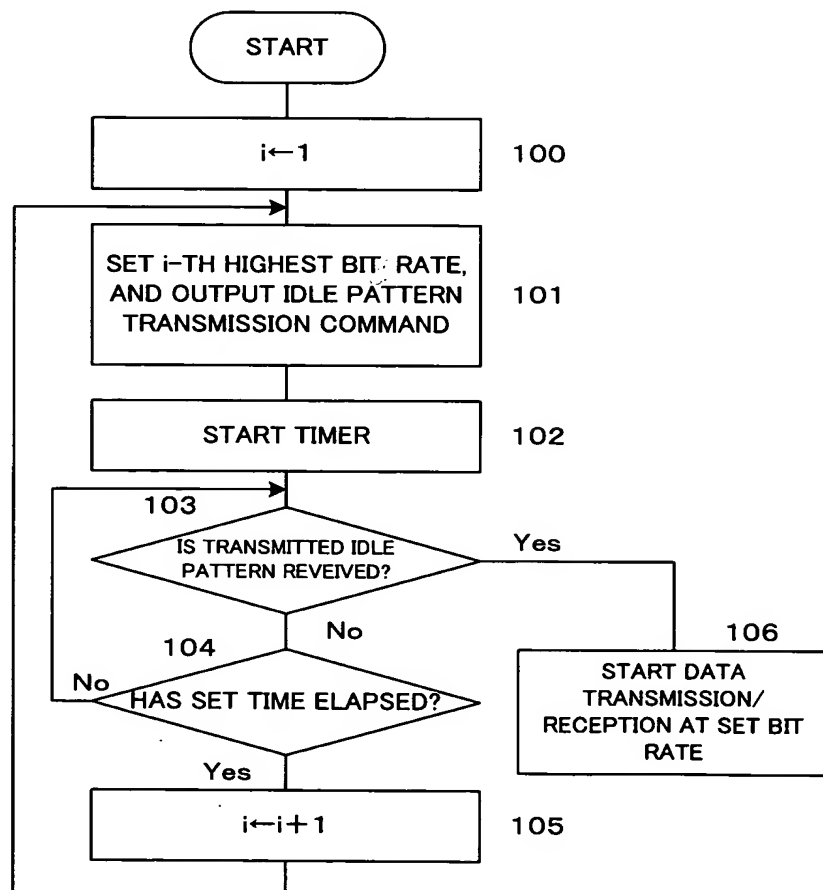 START
i←1
100
SET i-TH HIGHEST BIT RATE,
AND OUTPUT IDLE PATTERN
TRANSMISSION COMMAND
101
START TIMER
102
103
IS TRANSMITTED IDLE
PATTERN REVEIVED?
Yes
No
104
HAS SET TIME ELAPSED?
No
Yes
106
START DATA
TRANSMISSION/
RECEPTION AT SET BIT
RATE
i←i+1
105